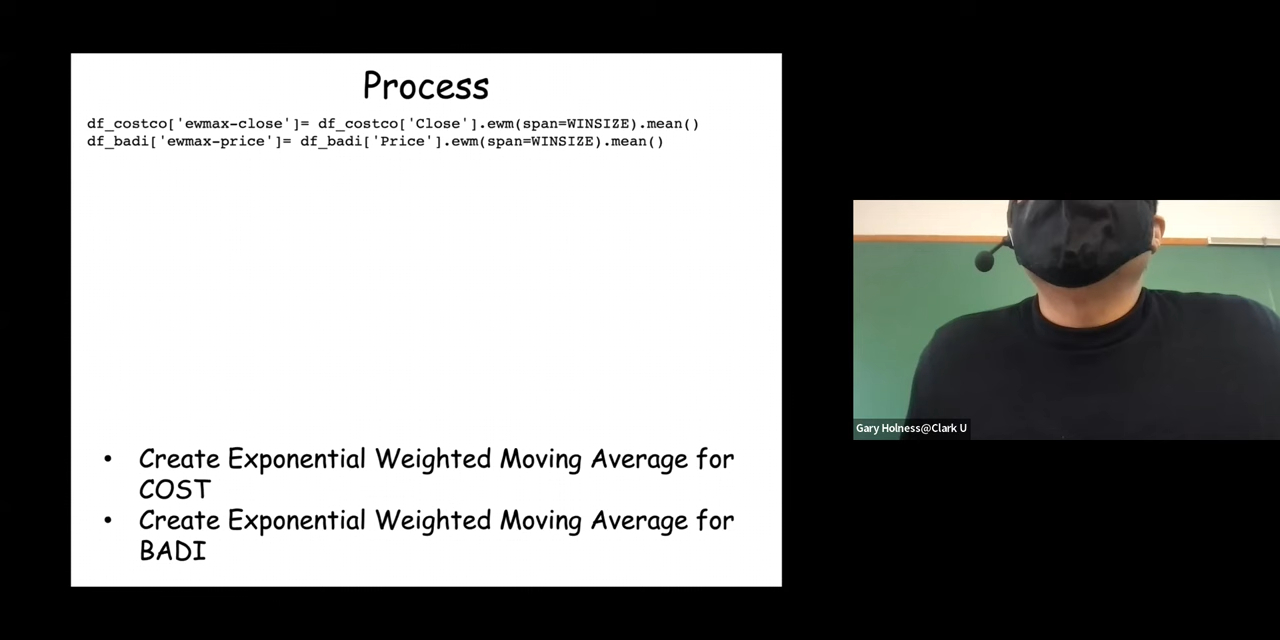 Process
df_costco['ewmax-close']= df_costco['Close'].ewm(span=WINSIZE).mean()
df_badi['ewmax-price']= df_badi['Price'].ewm(span=WINSIZE).mean()
• Create Exponential Weighted Moving Average for
COST
• Create Exponential Weighted Moving Average for
BADI
Gary Holness@Clark U